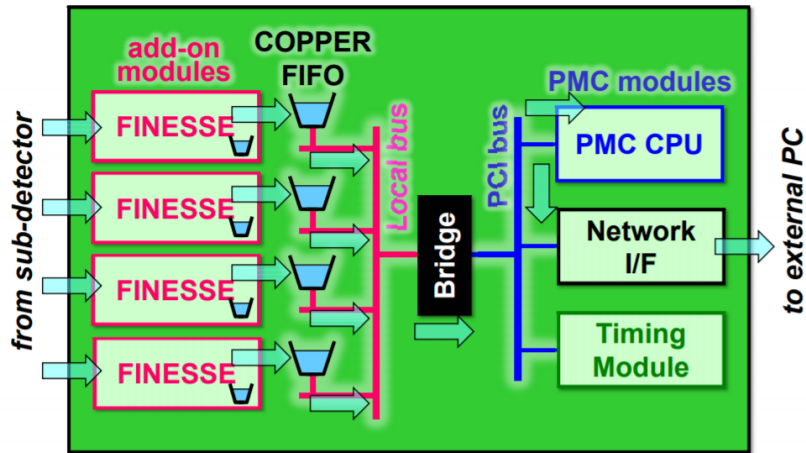 add-on
modules
COPPER
FIFO
PMC modules
from sub-detector
FINESSE
FINESSE
FINESSE
FINESSE
Local bus
Bridge
PCI bus
PMC CPU
Network
I/F
Timing
Module
to external PC